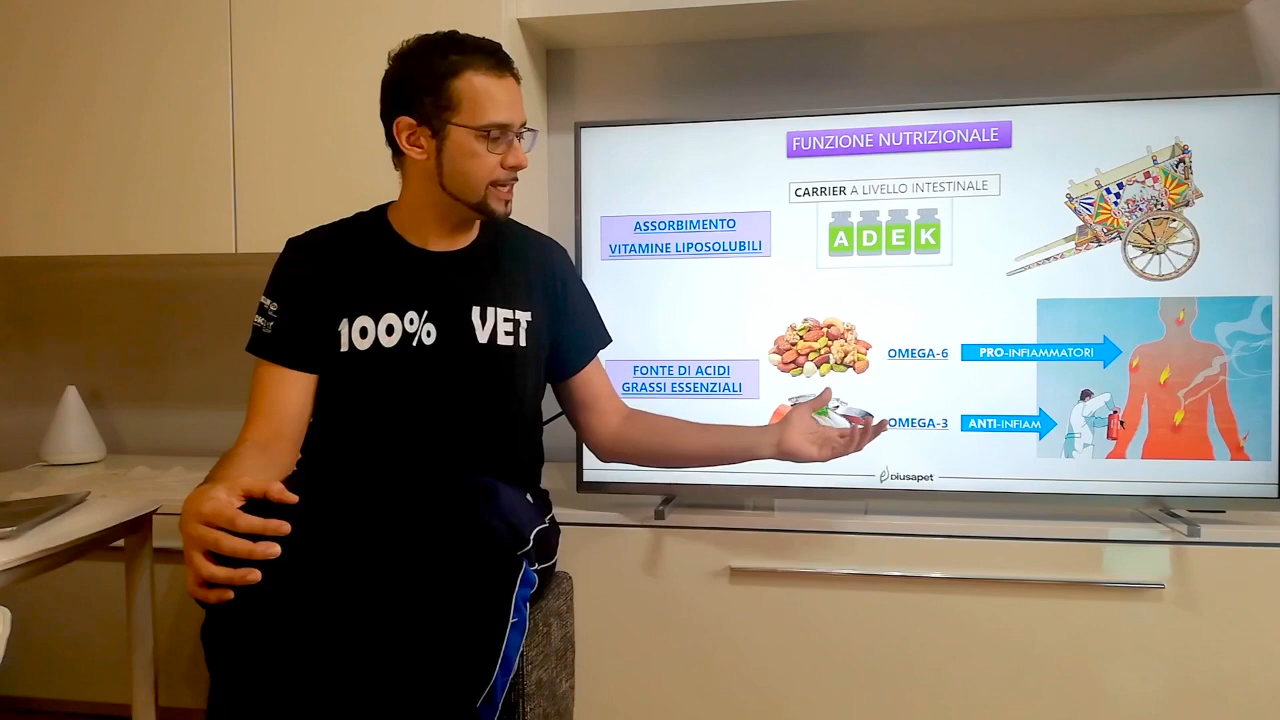 FUNZIONE NUTRIZIONALE
CARRIER A LIVELLO INTESTINALE
ASSORBIMENTO
VITAMINE LIPOSOLUBILI
A D E K
FONTE DI ACIDI
GRASSI ESSENZIALI
OMEGA-6
PRO-INFIAMMATORI
OMEGA-3
ANTI-INFIAM
Diusapet
100% VET